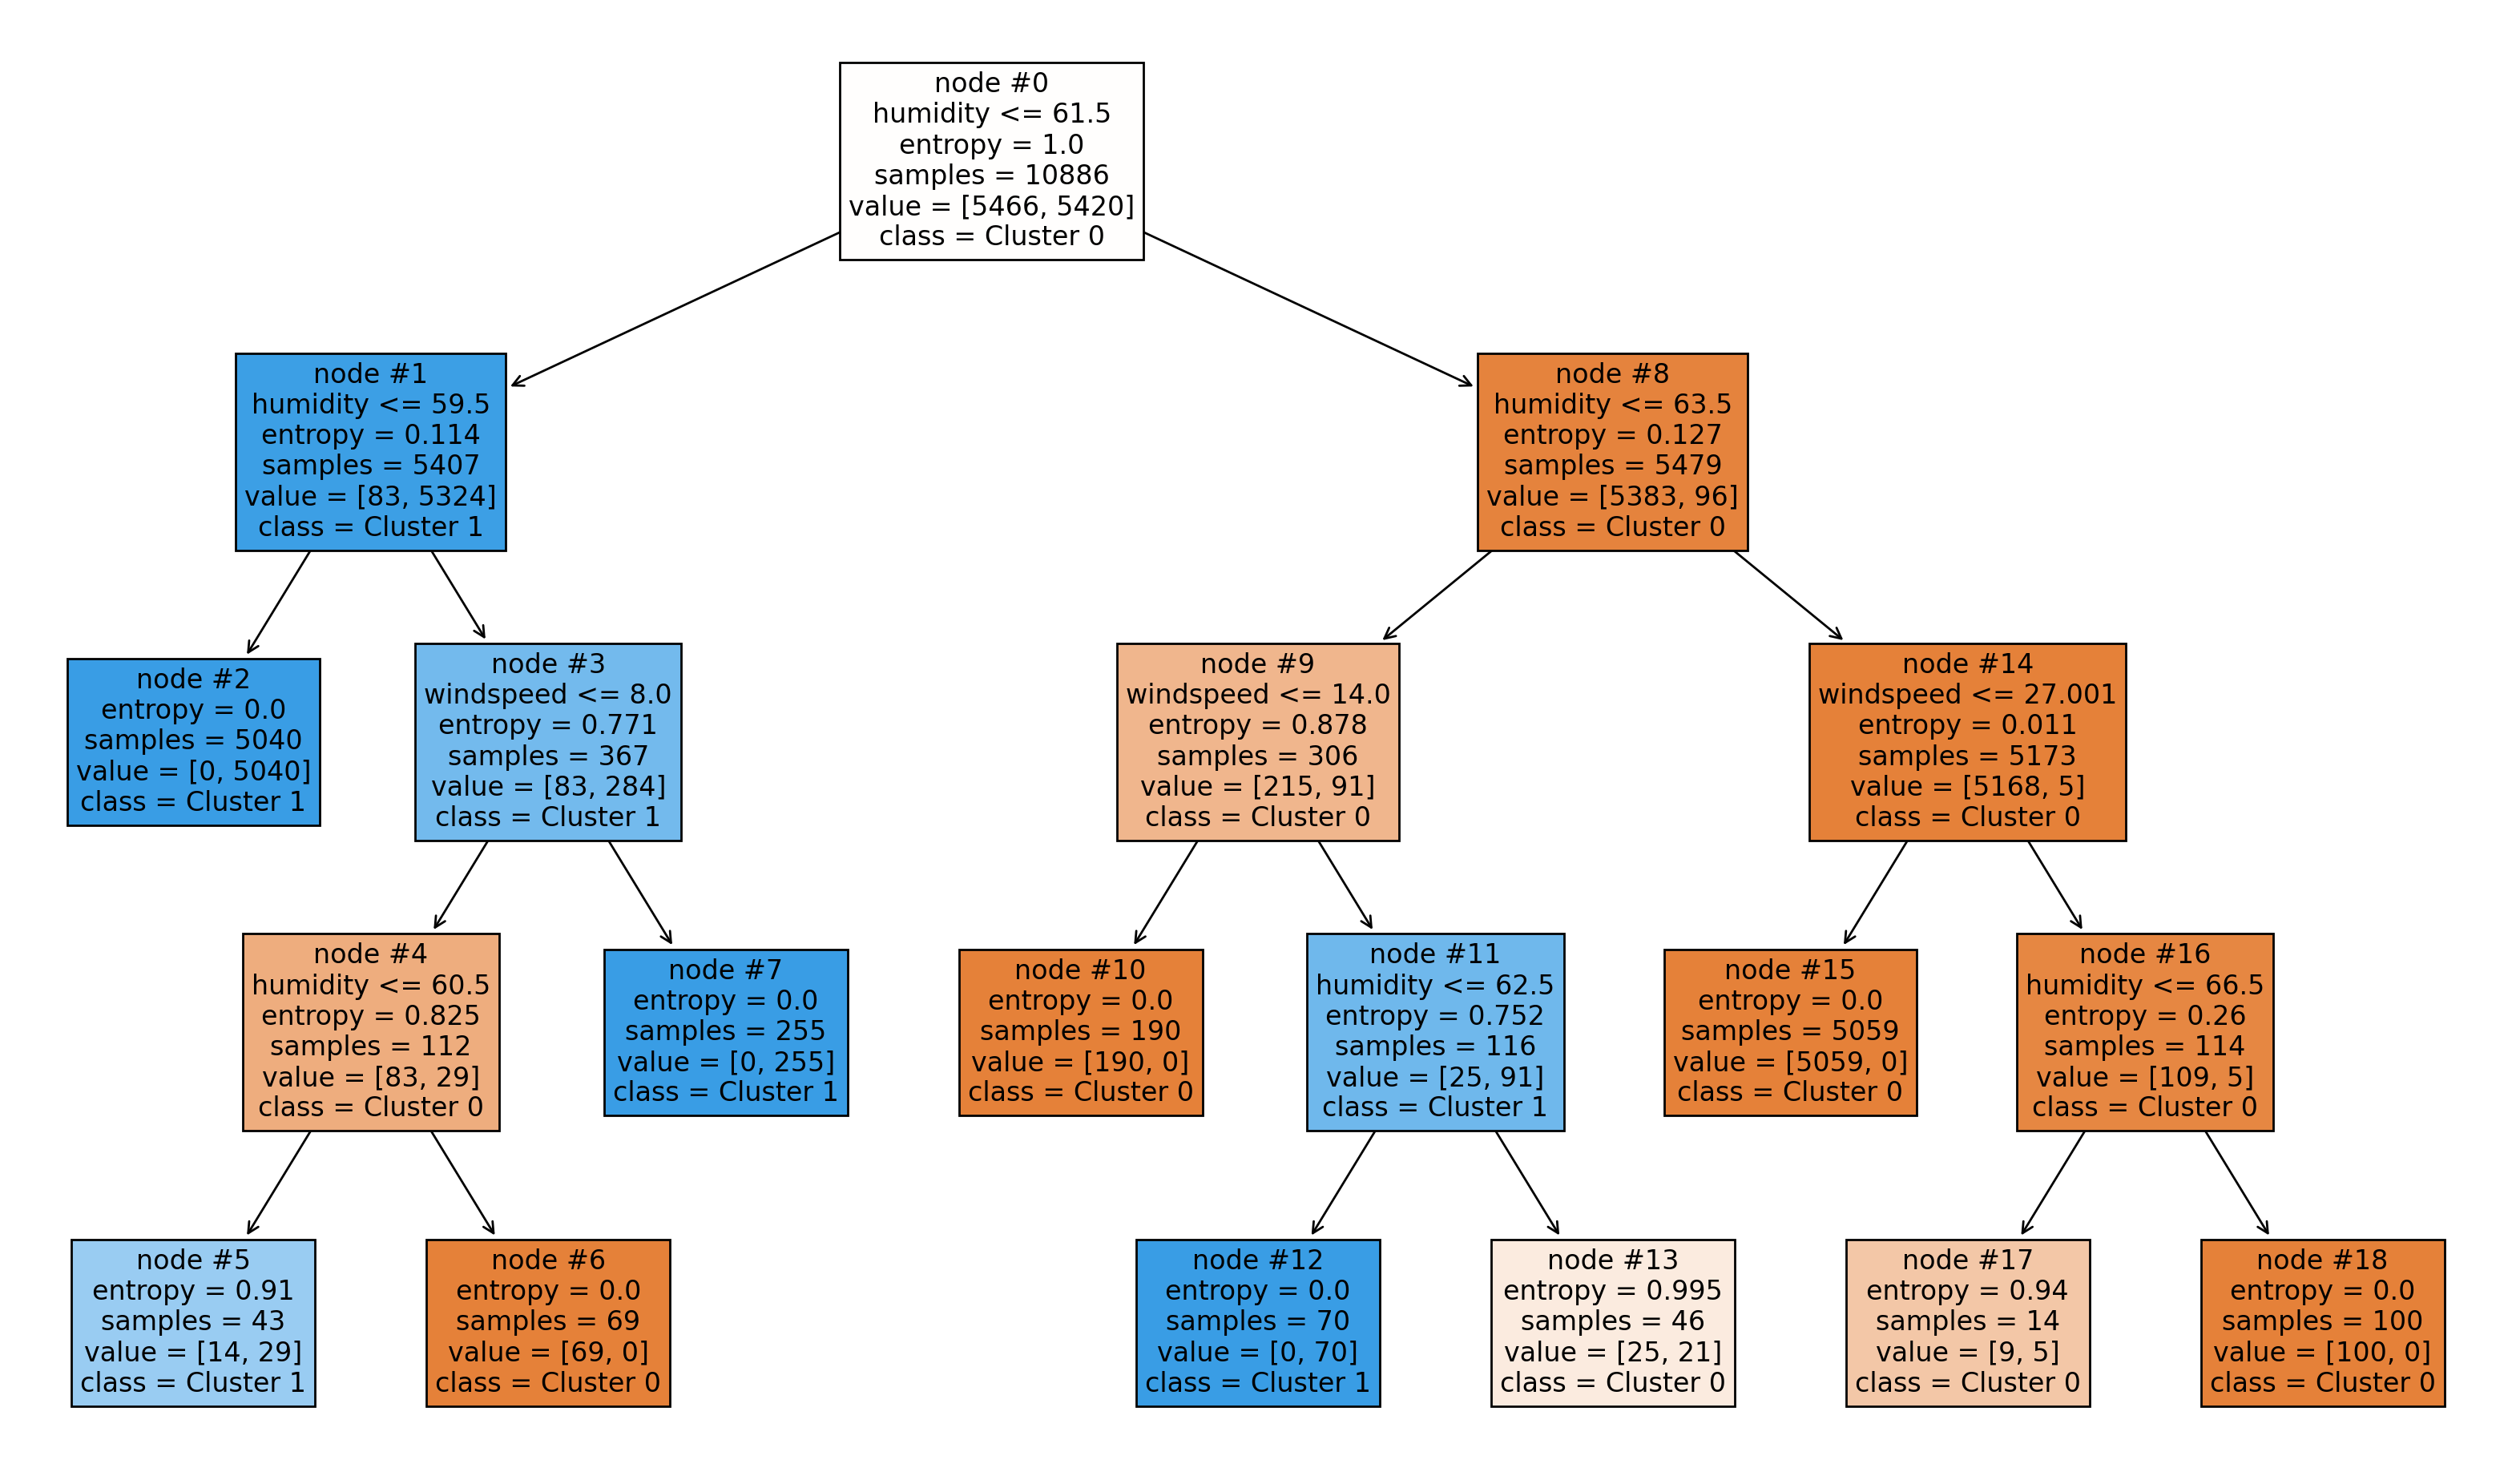 node #0
humidity <= 61.5
entropy = 1.0
samples = 10886
value = [5466, 5420]
class = Cluster 0
node #1
humidity <= 59.5
entropy = 0.114
samples = 5407
value = [83, 5324]
class = Cluster 1
node #8
humidity <= 63.5
entropy = 0.127
samples = 5479
value = [5383, 96]
class = Cluster 0
node #2
entropy = 0.0
samples = 5040
value = [0, 5040]
class = Cluster 1
node #3
windspeed <= 8.0
entropy = 0.771
samples = 367
value = [83, 284]
class = Cluster 1
node #9
windspeed <= 14.0
entropy = 0.878
samples = 306
value = [215, 91]
class = Cluster 0
node #14
windspeed <= 27.001
entropy = 0.011
samples = 5173
value = [5168, 5]
class = Cluster 0
node #4
humidity <= 60.5
entropy = 0.825
samples = 112
value = [83, 29]
class = Cluster 0
node #7
entropy = 0.0
samples = 255
value = [0, 255]
class = Cluster 1
node #10
entropy = 0.0
samples = 190
value = [190, 0]
class = Cluster 0
node #11
humidity <= 62.5
entropy = 0.752
samples = 116
value = [25, 91]
class = Cluster 1
node #15
entropy = 0.0
samples = 5059
value = [5059, 0]
class = Cluster 0
node #16
humidity <= 66.5
entropy = 0.26
samples = 114
value = [109, 5]
class = Cluster 0
node #5
entropy = 0.91
samples = 43
value = [14, 29]
class = Cluster 1
node #6
entropy = 0.0
samples = 69
value = [69, 0]
class = Cluster 0
node #12
entropy = 0.0
samples = 70
value = [0, 70]
class = Cluster 1
node #13
entropy = 0.995
samples = 46
value = [25, 21]
class = Cluster 0
node #17
entropy = 0.94
samples = 14
value = [9, 5]
class = Cluster 0
node #18
entropy = 0.0
samples = 100
value = [100, 0]
class = Cluster 0